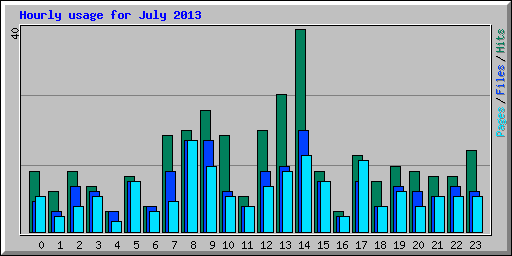 Hourly usage for July 2013
40
Pages / Files / Hits
0 1 2 3 4 5 6 7 8 9 10 11 12 13 14 15 16 17 18 19 20 21 22 23